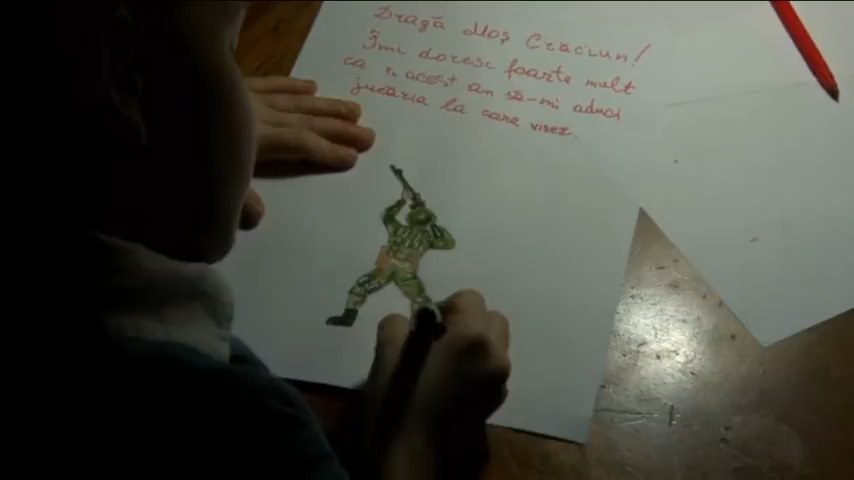 Dragă Moș Crăciun!
Îmi doresc foarte mult
ca în acest an să-mi aduci
jucăria la care visez.